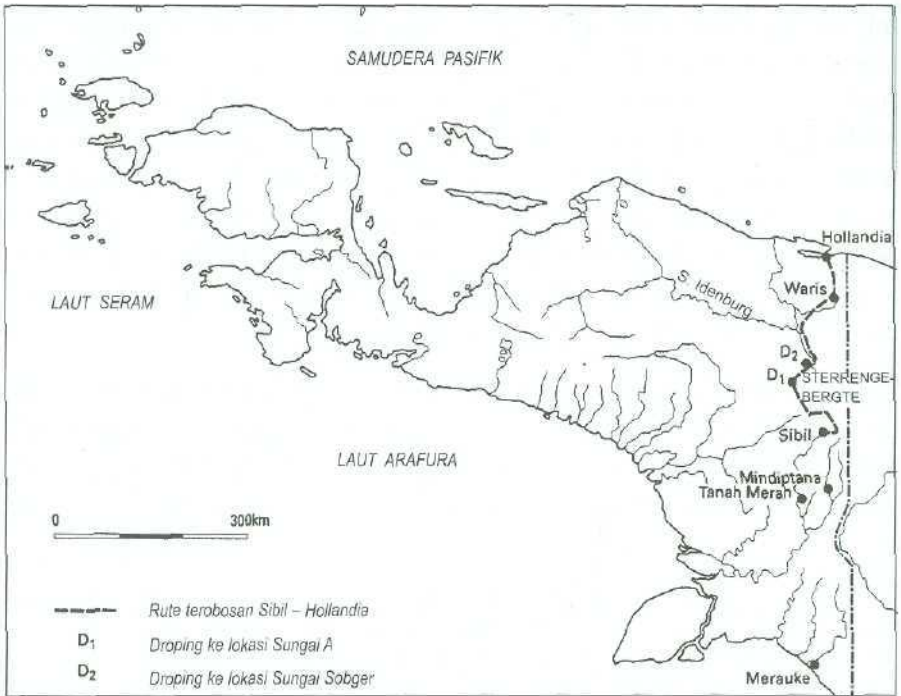 SAMUDERA PASIFIK
Hollandia
Waris
S. Idenburg
LAUT SERAM
D2
D1
STERRENGE-
BERGTE
Sibil
LAUT ARAFURA
Mindiptana
Tanah Merah
0 300km
Rute terobosan Sibil – Hollandia
D1 Droping ke lokasi Sungai A
D2 Droping ke lokasi Sungai Sobger
Merauke